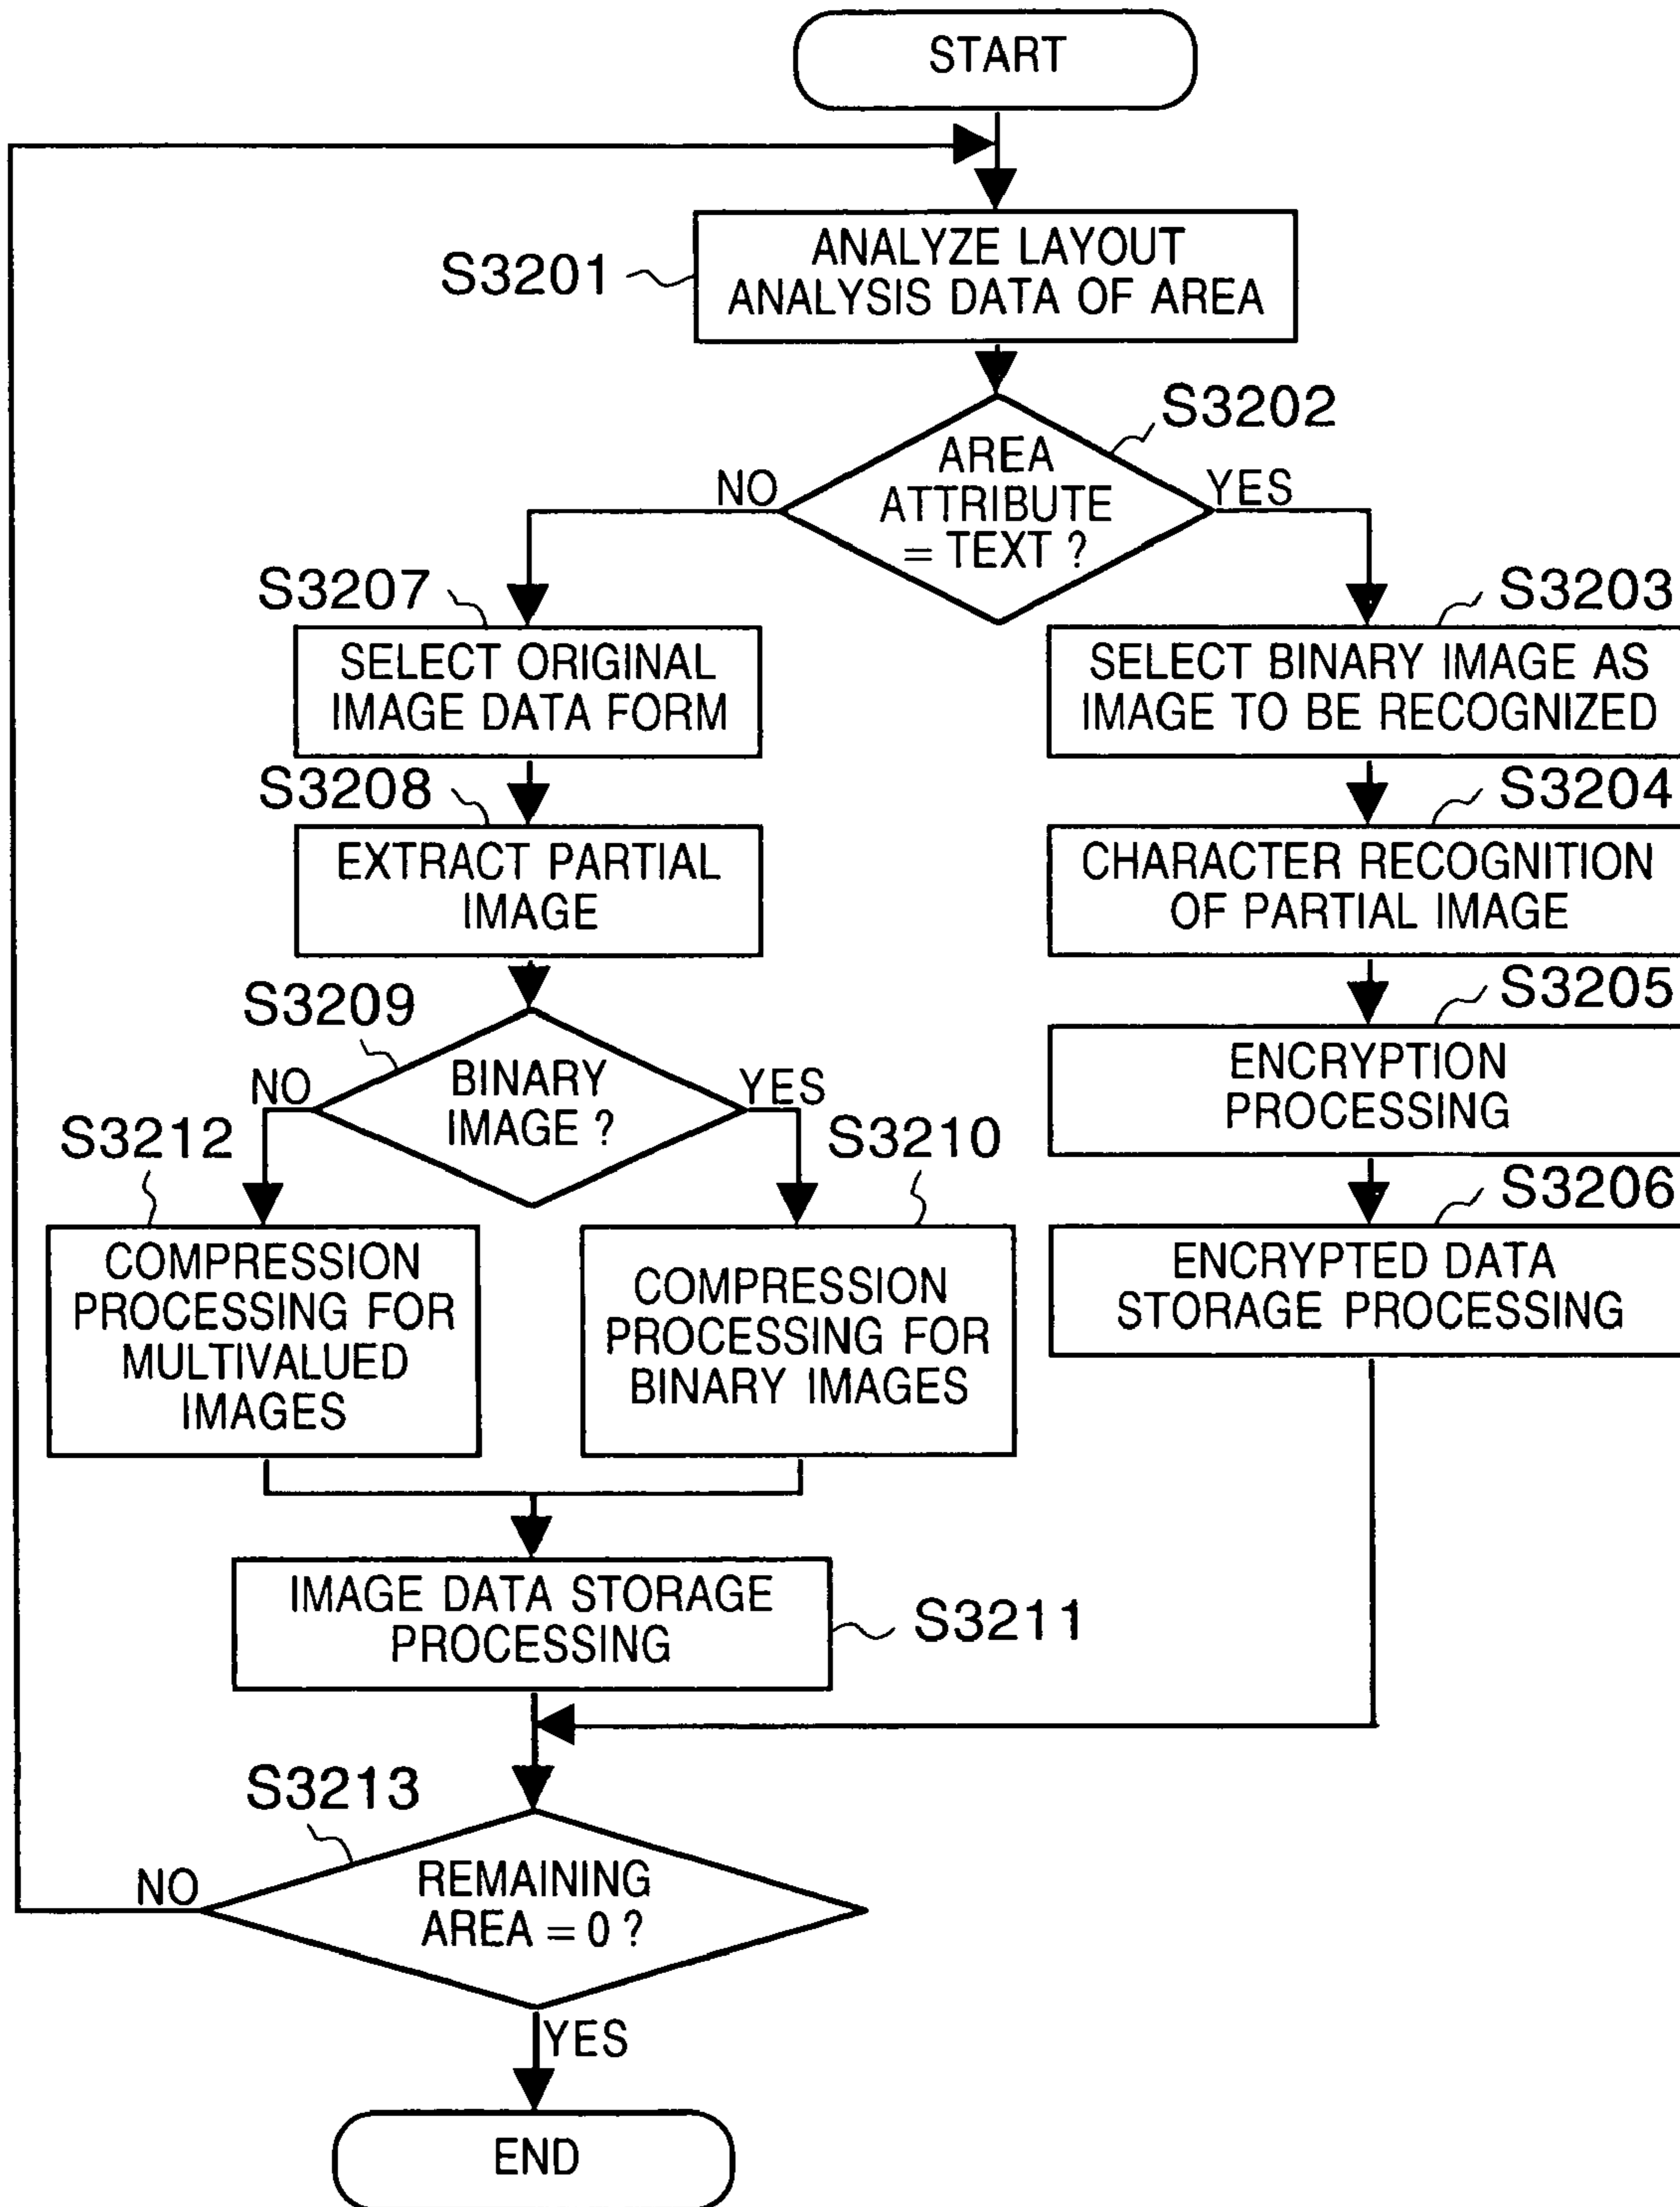 START
S3201
ANALYZE LAYOUT
ANALYSIS DATA OF AREA
S3202
AREA
ATTRIBUTE
= TEXT ?
NO
YES
S3207
SELECT ORIGINAL
IMAGE DATA FORM
S3203
SELECT BINARY IMAGE AS
IMAGE TO BE RECOGNIZED
S3208
EXTRACT PARTIAL
IMAGE
S3204
CHARACTER RECOGNITION
OF PARTIAL IMAGE
S3209
BINARY
IMAGE ?
NO
YES
S3205
ENCRYPTION
PROCESSING
S3212
COMPRESSION
PROCESSING FOR
MULTIVALUED
IMAGES
S3210
COMPRESSION
PROCESSING FOR
BINARY IMAGES
S3206
ENCRYPTED DATA
STORAGE PROCESSING
IMAGE DATA STORAGE
PROCESSING
S3211
S3213
REMAINING
AREA = 0 ?
NO
YES
END